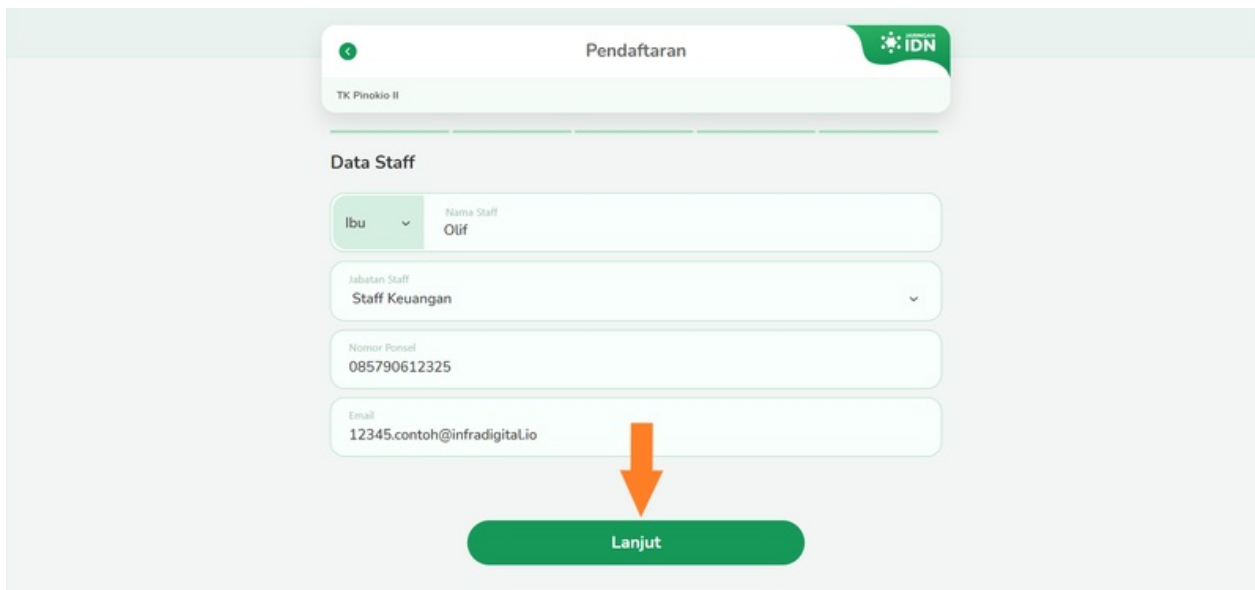 Pendaftaran
JARINGAN
IDN
TK Pinokio II
Data Staff
Ibu
Nama Staff
Olif
Jabatan Staff
Staff Keuangan
Nomor Ponsel
085790612325
Email
12345.contoh@infradigital.io
Lanjut